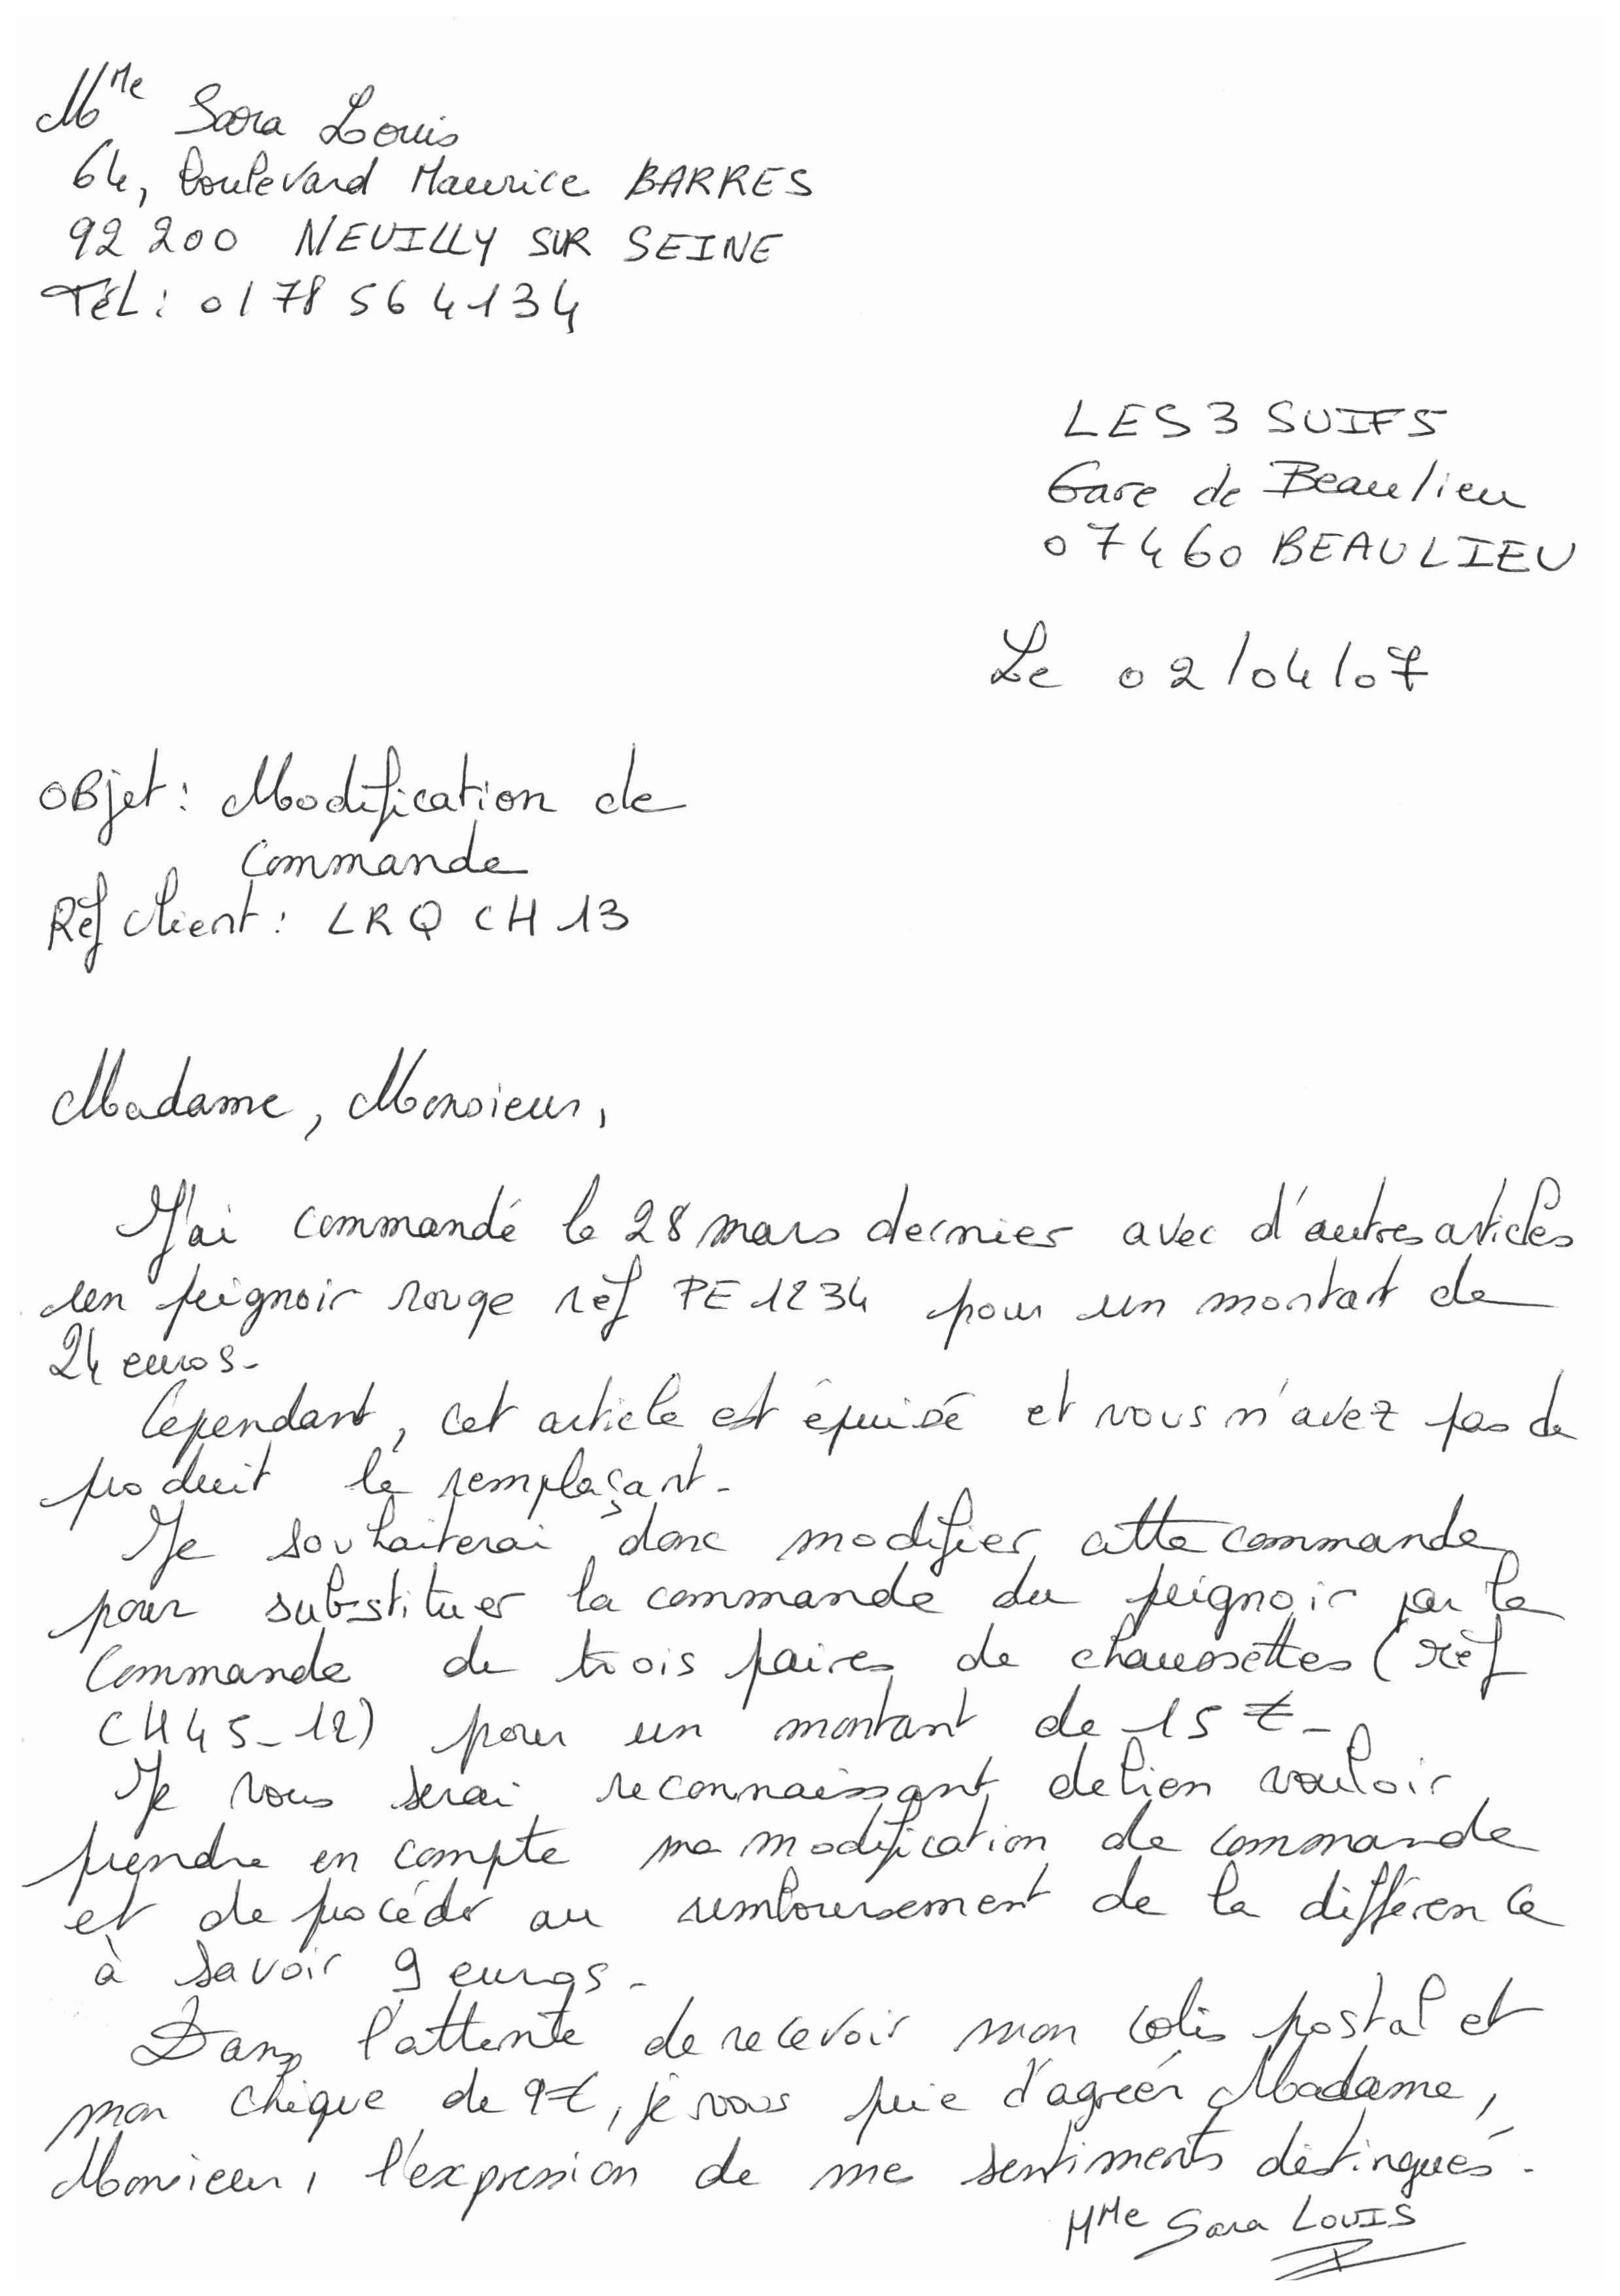 Mme Sara Louis
64, boulevard Maurice BARRES
92 200 NEUILLY SUR SEINE
TéL : 01 78 56 41 34
LES 3 SUIFS
Gare de Beaulieu
07460 BEAULIEU
Le 02/04/07
OBjet : Modification de
Commande
Réf client : LRQ CH 13
Madame, Monsieur,
J'ai commandé le 28 mars dernier avec d'autres articles
un peignoir rouge réf PE 1234 pour un montant de
24 euros.
Cependant, cet article est épuisé et vous n'avez pas de
produit le remplaçant.
Je souhaiterai donc modifier cette commande
pour substituer la commande du peignoir par la
Commande de trois paires de chaussettes (réf
CH45-12) pour un montant de 15 €.
Je vous serai reconnaissant de bien vouloir
prendre en compte ma modification de commande
et de procéder au remboursement de la différence
à savoir 9 euros.
Dans l'attente de recevoir mon colis postal et
mon chèque de 9€, je vous prie d'agréer Madame,
Monsieur, l'expression de mes sentiments distingués.
MMe Sara LOUIS